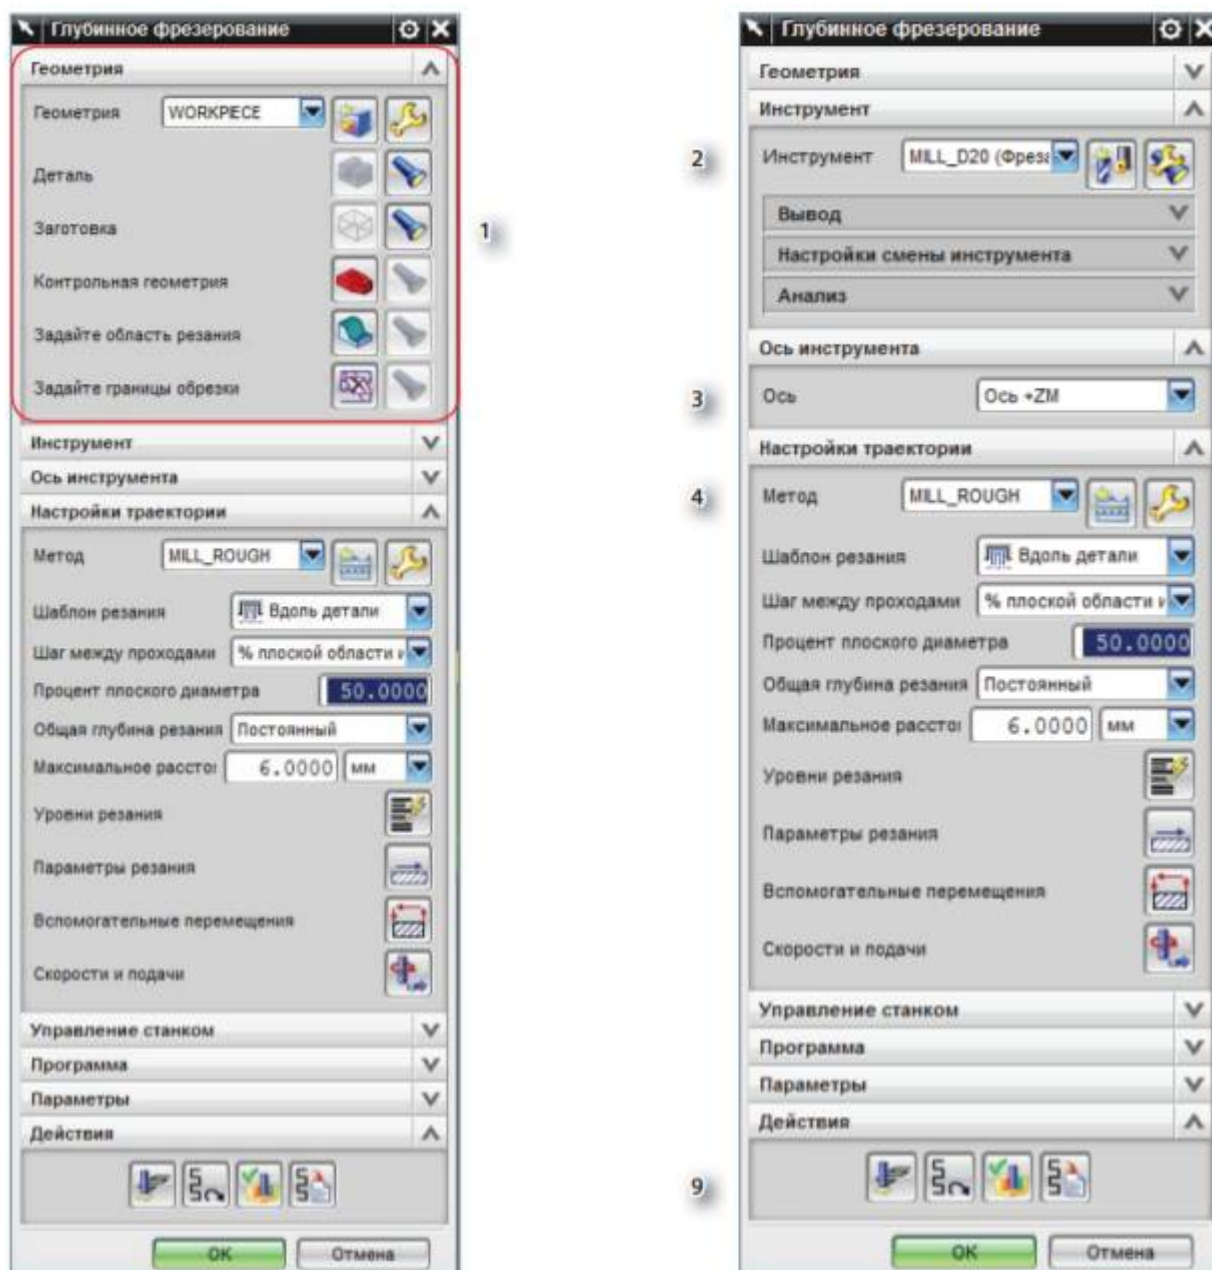 Глубинное фрезерование
Геометрия
Геометрия WORKPIECE
Деталь
Заготовка
Контрольная геометрия
Задайте область резания
Задайте границы обрезки
1
Инструмент
Ось инструмента
Настройки траектории
Метод MILL_ROUGH
Шаблон резания Вдоль детали
Шаг между проходами % плоской области и
Процент плоского диаметра 50.0000
Общая глубина резания Постоянный
Максимальное расстоя 6.0000 мм
Уровни резания
Параметры резания
Вспомогательные перемещения
Скорости и подачи
Управление станком
Программа
Параметры
Действия
OK Отмена
Глубинное фрезерование
Геометрия
Инструмент
2 Инструмент MILL_D20 (Фреза
Вывод
Настройки смены инструмента
Анализ
Ось инструмента
3 Ось Ось +ZM
Настройки траектории
4 Метод MILL_ROUGH
Шаблон резания Вдоль детали
Шаг между проходами % плоской области и
Процент плоского диаметра 50.0000
Общая глубина резания Постоянный
Максимальное расстоя 6.0000 мм
Уровни резания
Параметры резания
Вспомогательные перемещения
Скорости и подачи
Управление станком
Программа
Параметры
Действия
9
OK Отмена